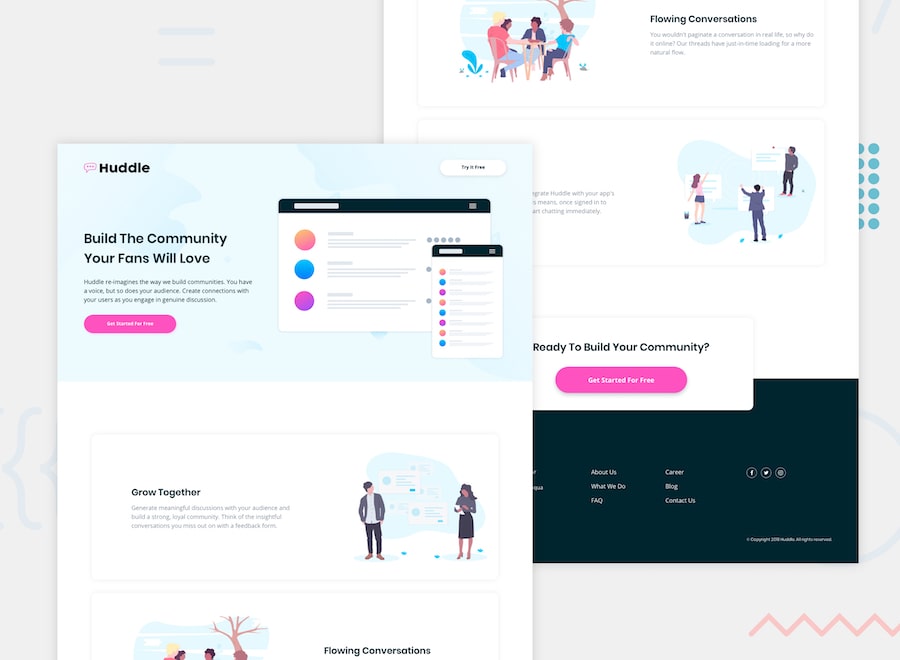 Huddle
Try It Free
Build The Community
Your Fans Will Love
Huddle re-imagines the way we build communities. You have
a voice, but so does your audience. Create connections with
your users as you engage in genuine discussion.
Get Started For Free
Grow Together
Generate meaningful discussions with your audience and
build a strong, loyal community. Think of the insightful
conversations you miss out on with a feedback form.
Flowing Conversations
Flowing Conversations
You wouldn't paginate a conversation in real life, so why do
it online? Our threads have just-in-time loading for a more
natural flow.
egrate Huddle with your app's
s means, once signed in to
art chatting immediately.
Ready To Build Your Community?
Get Started For Free
qua
About Us
What We Do
FAQ
Career
Blog
Contact Us
© Copyright 2018 Huddle. All rights reserved.